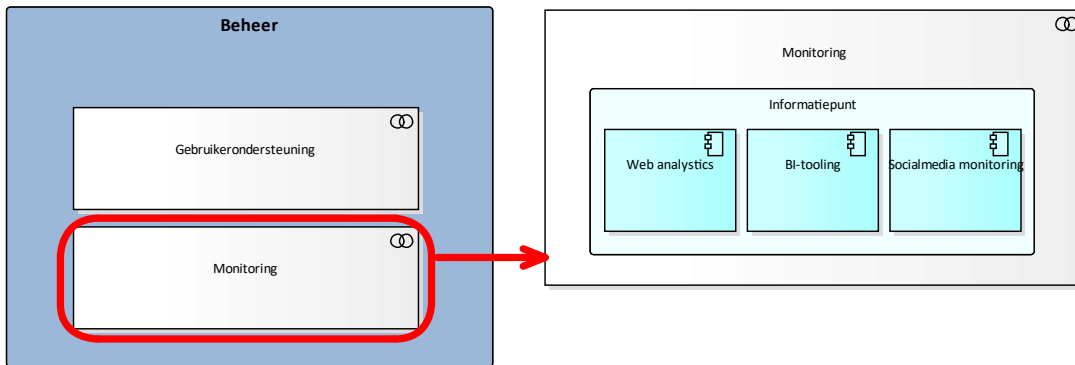 Beheer
Gebruikerondersteuning
Monitoring
Monitoring
Informatiepunt
Web analystics
BI-tooling
Socialmedia monitoring